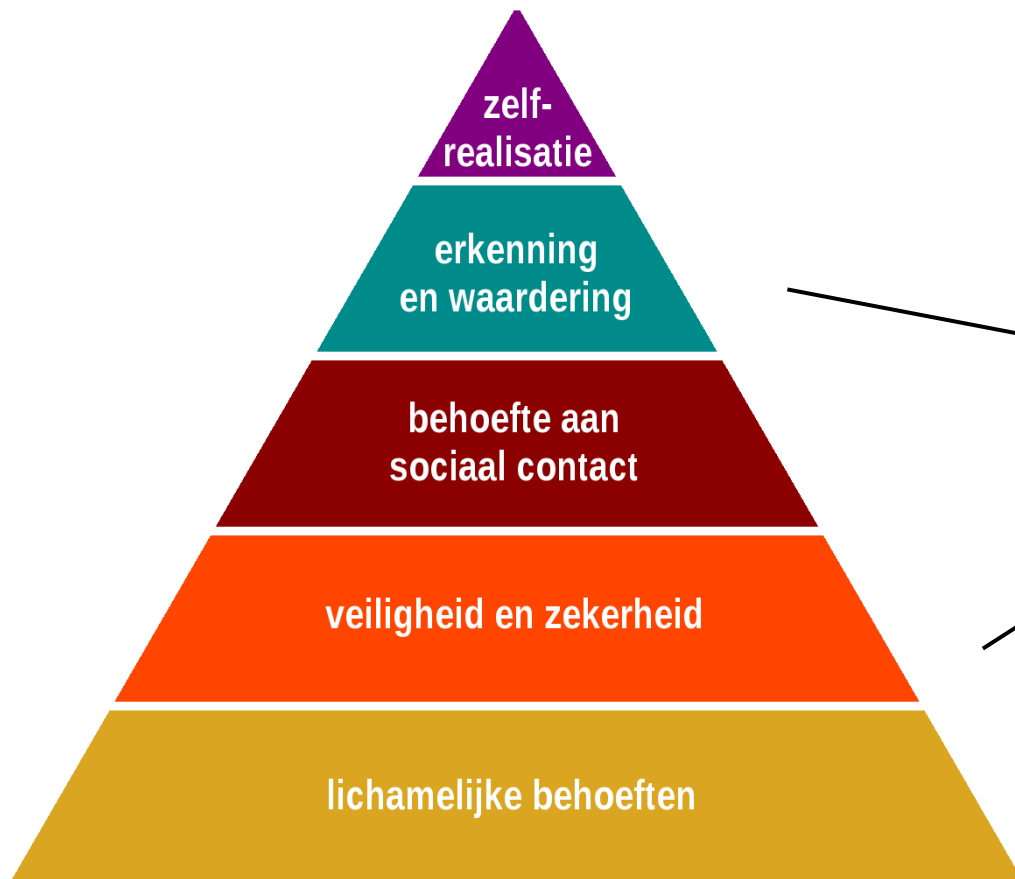 zelf-
realisatie
erkenning
en waardering
behoefte aan
sociaal contact
veiligheid en zekerheid
lichamelijke behoeften